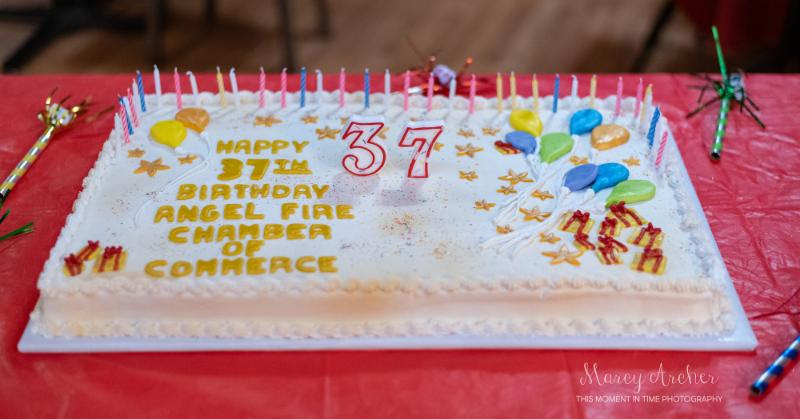 HAPPY
37TH
BIRTHDAY
ANGEL FIRE
CHAMBER
OF
COMMERCE
37
Marcy Archer
THIS MOMENT IN TIME PHOTOGRAPHY